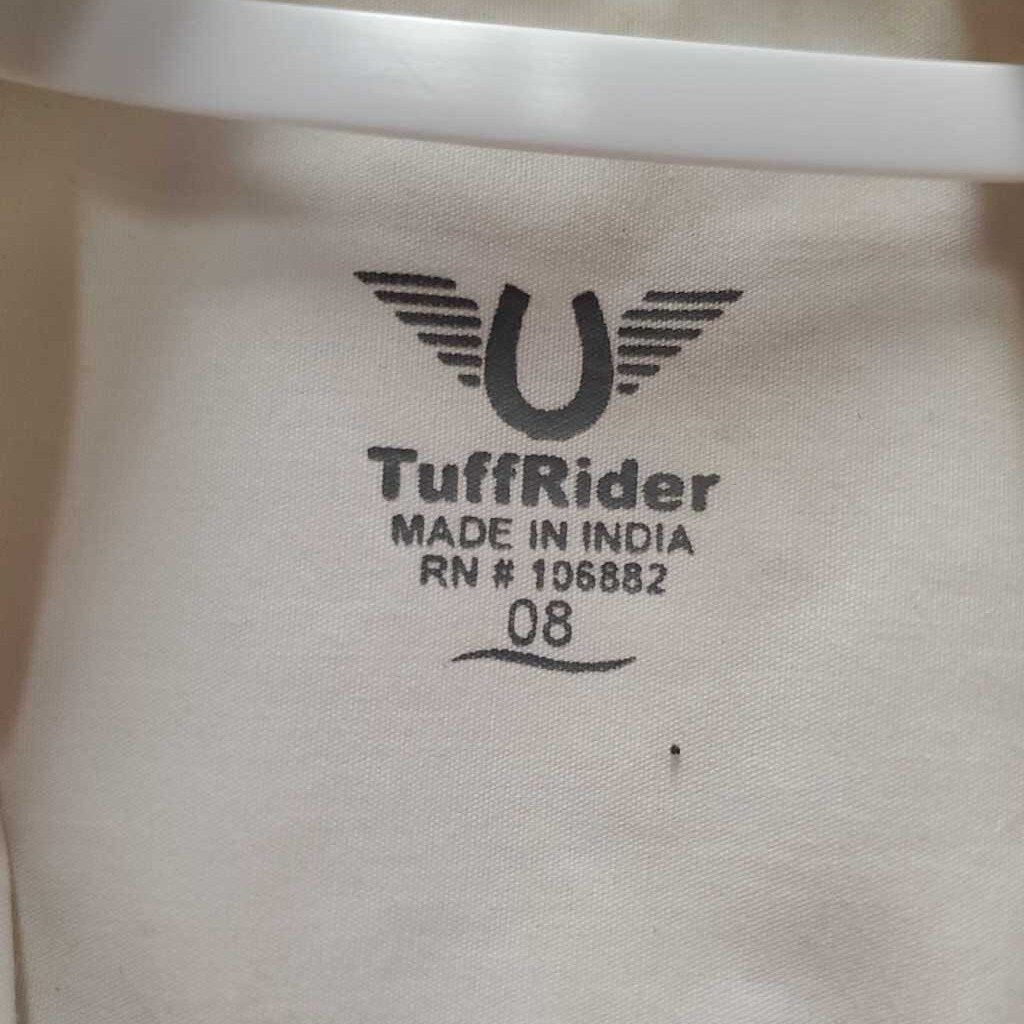 TuffRider
MADE IN INDIA
RN # 106882
08